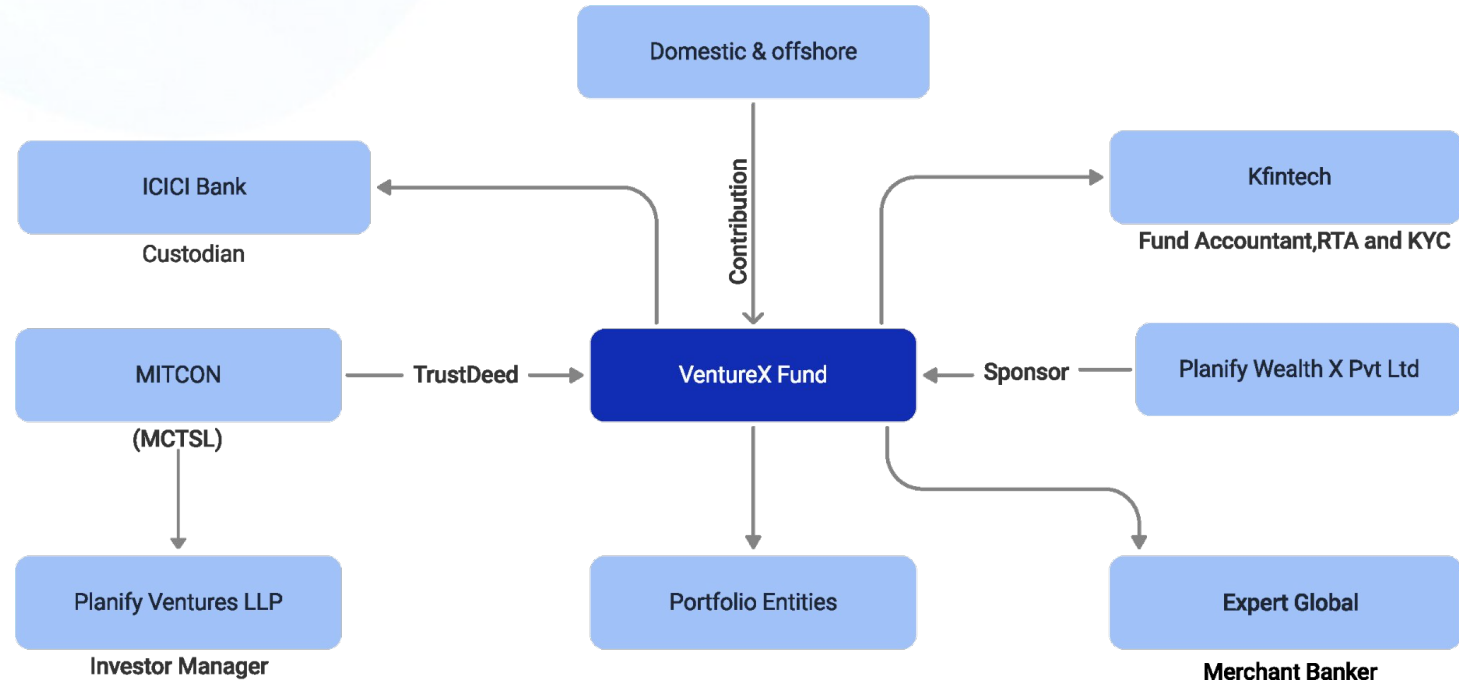 Domestic & offshore
ICICI Bank
Custodian
Contribution
Kfintech
Fund Accountant,RTA and KYC
MITCON
(MCTSL)
TrustDeed
VentureX Fund
Sponsor
Planify Wealth X Pvt Ltd
Planify Ventures LLP
Investor Manager
Portfolio Entities
Expert Global
Merchant Banker